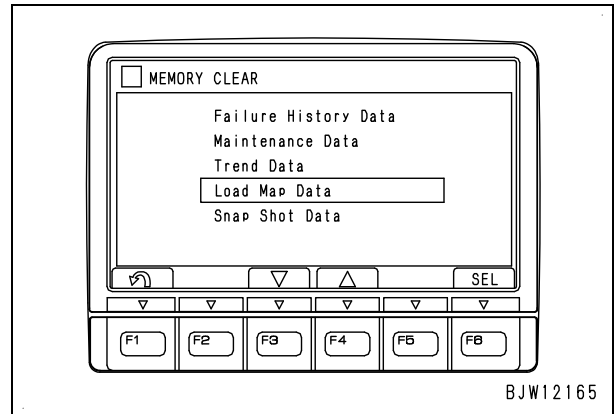 MEMORY CLEAR
Failure History Data
Maintenance Data
Trend Data
Load Map Data
Snap Shot Data
SEL
F1 F2 F3 F4 F5 F6
BJW12165